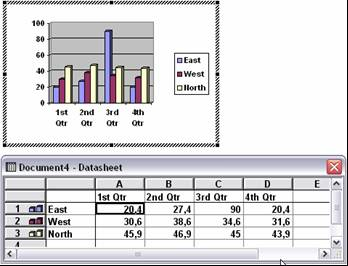 100
80
60
40
20
0
1st Qtr 2nd Qtr 3rd Qtr 4th Qtr
East
West
North
Document4 - Datasheet
A B C D E
1st Qtr 2nd Qtr 3rd Qtr 4th Qtr
1 East 20,4 27,4 90 20,4
2 West 30,6 38,6 34,6 31,6
3 North 45,9 46,9 45 43,9
4